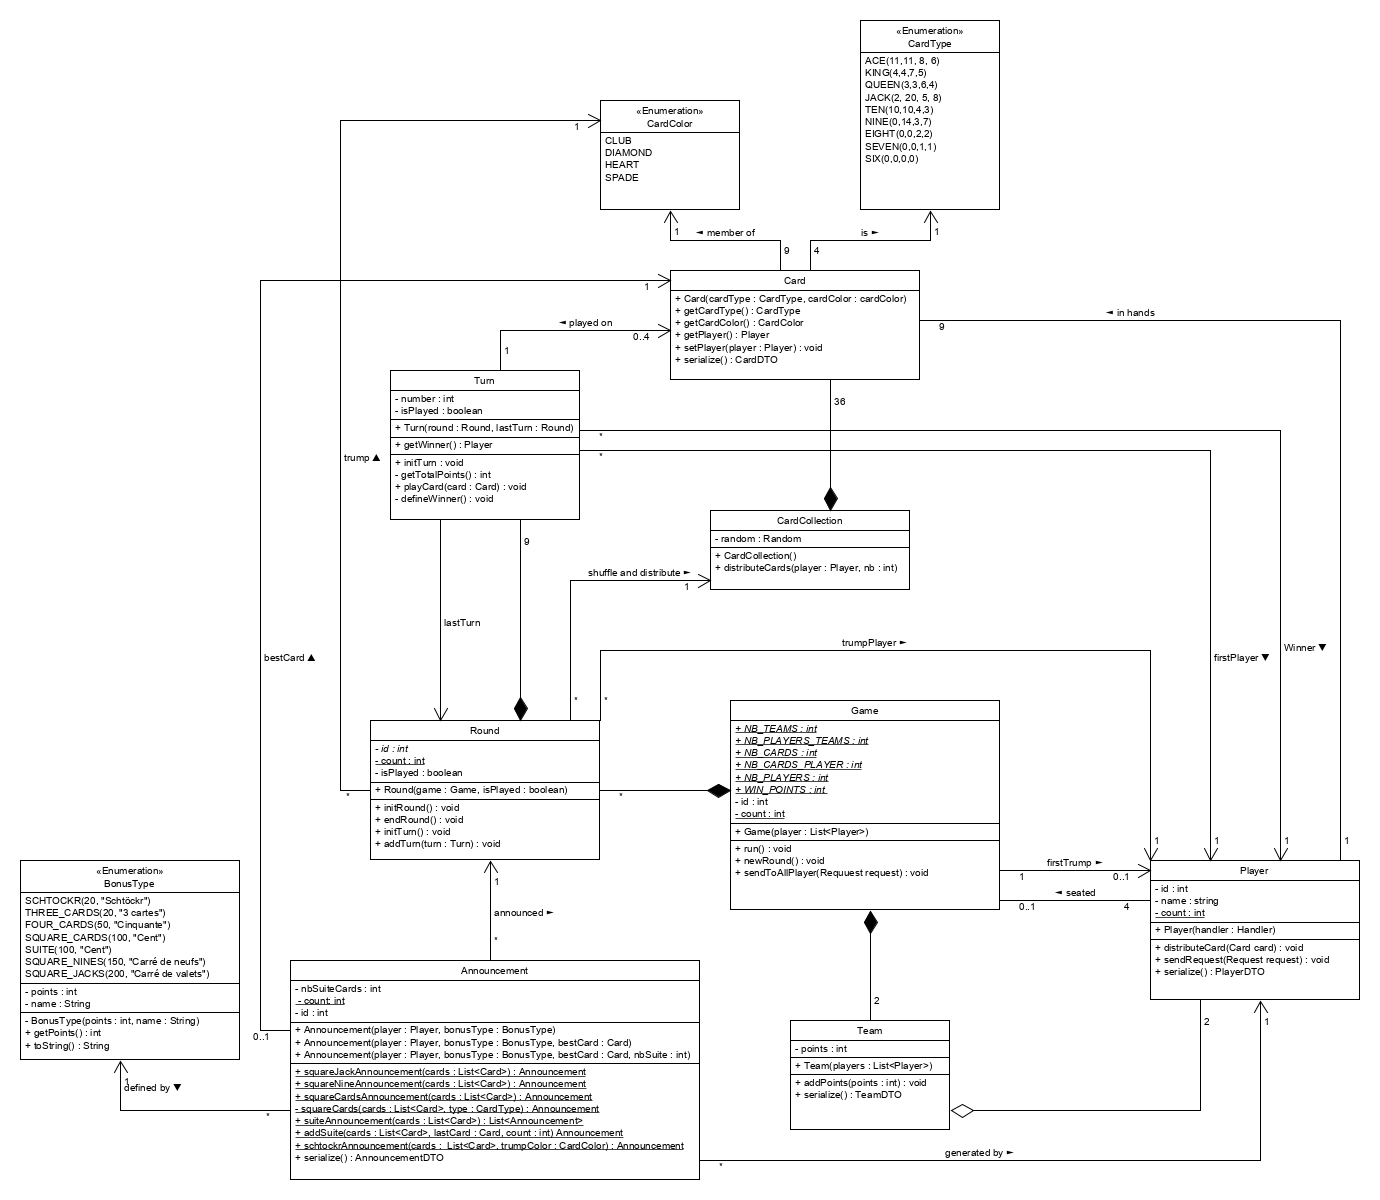 «Enumeration»
CardType
ACE(11,11, 8, 6)
KING(4,4,7,5)
QUEEN(3,3,6,4)
JACK(2, 20, 5, 8)
TEN(10,10,4,3)
NINE(0,14,3,7)
EIGHT(0,0,2,2)
SEVEN(0,0,1,1)
SIX(0,0,0,0)
«Enumeration»
CardColor
CLUB
DIAMOND
HEART
SPADE
1
1
◄ member of
9
is ►
4
1
Card
+ Card(cardType : CardType, cardColor : cardColor)
+ getCardType() : CardType
+ getCardColor() : CardColor
+ getPlayer() : Player
+ setPlayer(player : Player) : void
+ serialize() : CardDTO
1
◄ played on
0..4
1
◄ in hands
9
36
Turn
- number : int
- isPlayed : boolean
+ Turn(round : Round, lastTurn : Round)
+ getWinner() : Player
+ initTurn : void
- getTotalPoints() : int
+ playCard(card : Card) : void
- defineWinner() : void
*
*
trump ▲
9
CardCollection
- random : Random
+ CardCollection()
+ distributeCards(player : Player, nb : int)
shuffle and distribute ►
1
lastTurn
bestCard ▲
trumpPlayer ►
firstPlayer ▼
Winner ▼
*
*
Round
- id : int
- count : int
- isPlayed : boolean
+ Round(game : Game, isPlayed : boolean)
+ initRound() : void
+ endRound() : void
+ initTurn() : void
+ addTurn(turn : Turn) : void
*
*
Game
+ NB_TEAMS : int
+ NB_PLAYERS_TEAMS : int
+ NB_CARDS : int
+ NB_CARDS_PLAYER : int
+ NB_PLAYERS : int
+ WIN_POINTS : int
- id : int
- count : int
+ Game(player : List<Player>)
+ run() : void
+ newRound() : void
+ sendToAllPlayer(Requuest request) : void
1
1
1
1
firstTrump ►
1
0..1
◄ seated
0..1
4
Player
- id : int
- name : string
- count : int
+ Player(handler : Handler)
+ distributeCard(Card card) : void
+ sendRequest(Request request) : void
+ serialize() : PlayerDTO
1
announced ►
*
«Enumeration»
BonusType
SCHTOCKR(20, "Schtöckr")
THREE_CARDS(20, "3 cartes")
FOUR_CARDS(50, "Cinquante")
SQUARE_CARDS(100, "Cent")
SUITE(100, "Cent")
SQUARE_NINES(150, "Carré de neufs")
SQUARE_JACKS(200, "Carré de valets")
- points : int
- name : String
- BonusType(points : int, name : String)
+ getPoints() : int
+ toString() : String
1
defined by ▼
*
0..1
Announcement
- nbSuiteCards : int
- count: int
- id : int
+ Announcement(player : Player, bonusType : BonusType)
+ Announcement(player : Player, bonusType : BonusType, bestCard : Card)
+ Announcement(player : Player, bonusType : BonusType, bestCard : Card, nbSuite : int)
+ squareJackAnnouncement(cards : List<Card>) : Announcement
+ squareNineAnnouncement(cards : List<Card>) : Announcement
+ squareCardsAnnouncement(cards : List<Card>) : Announcement
- squareCards(cards : List<Card>, type : CardType) : Announcement
+ suiteAnnouncement(cards : List<Card>) : List<Announcement>
+ addSuite(cards : List<Card>, lastCard : Card, count : int) Announcement
+ schtockrAnnouncement(cards : List<Card>, trumpColor : CardColor) : Announcement
+ serialize() : AnnouncementDTO
2
Team
- points : int
+ Team(players : List<Player>)
+ addPoints(points : int) : void
+ serialize() : TeamDTO
2
1
generated by ►
*